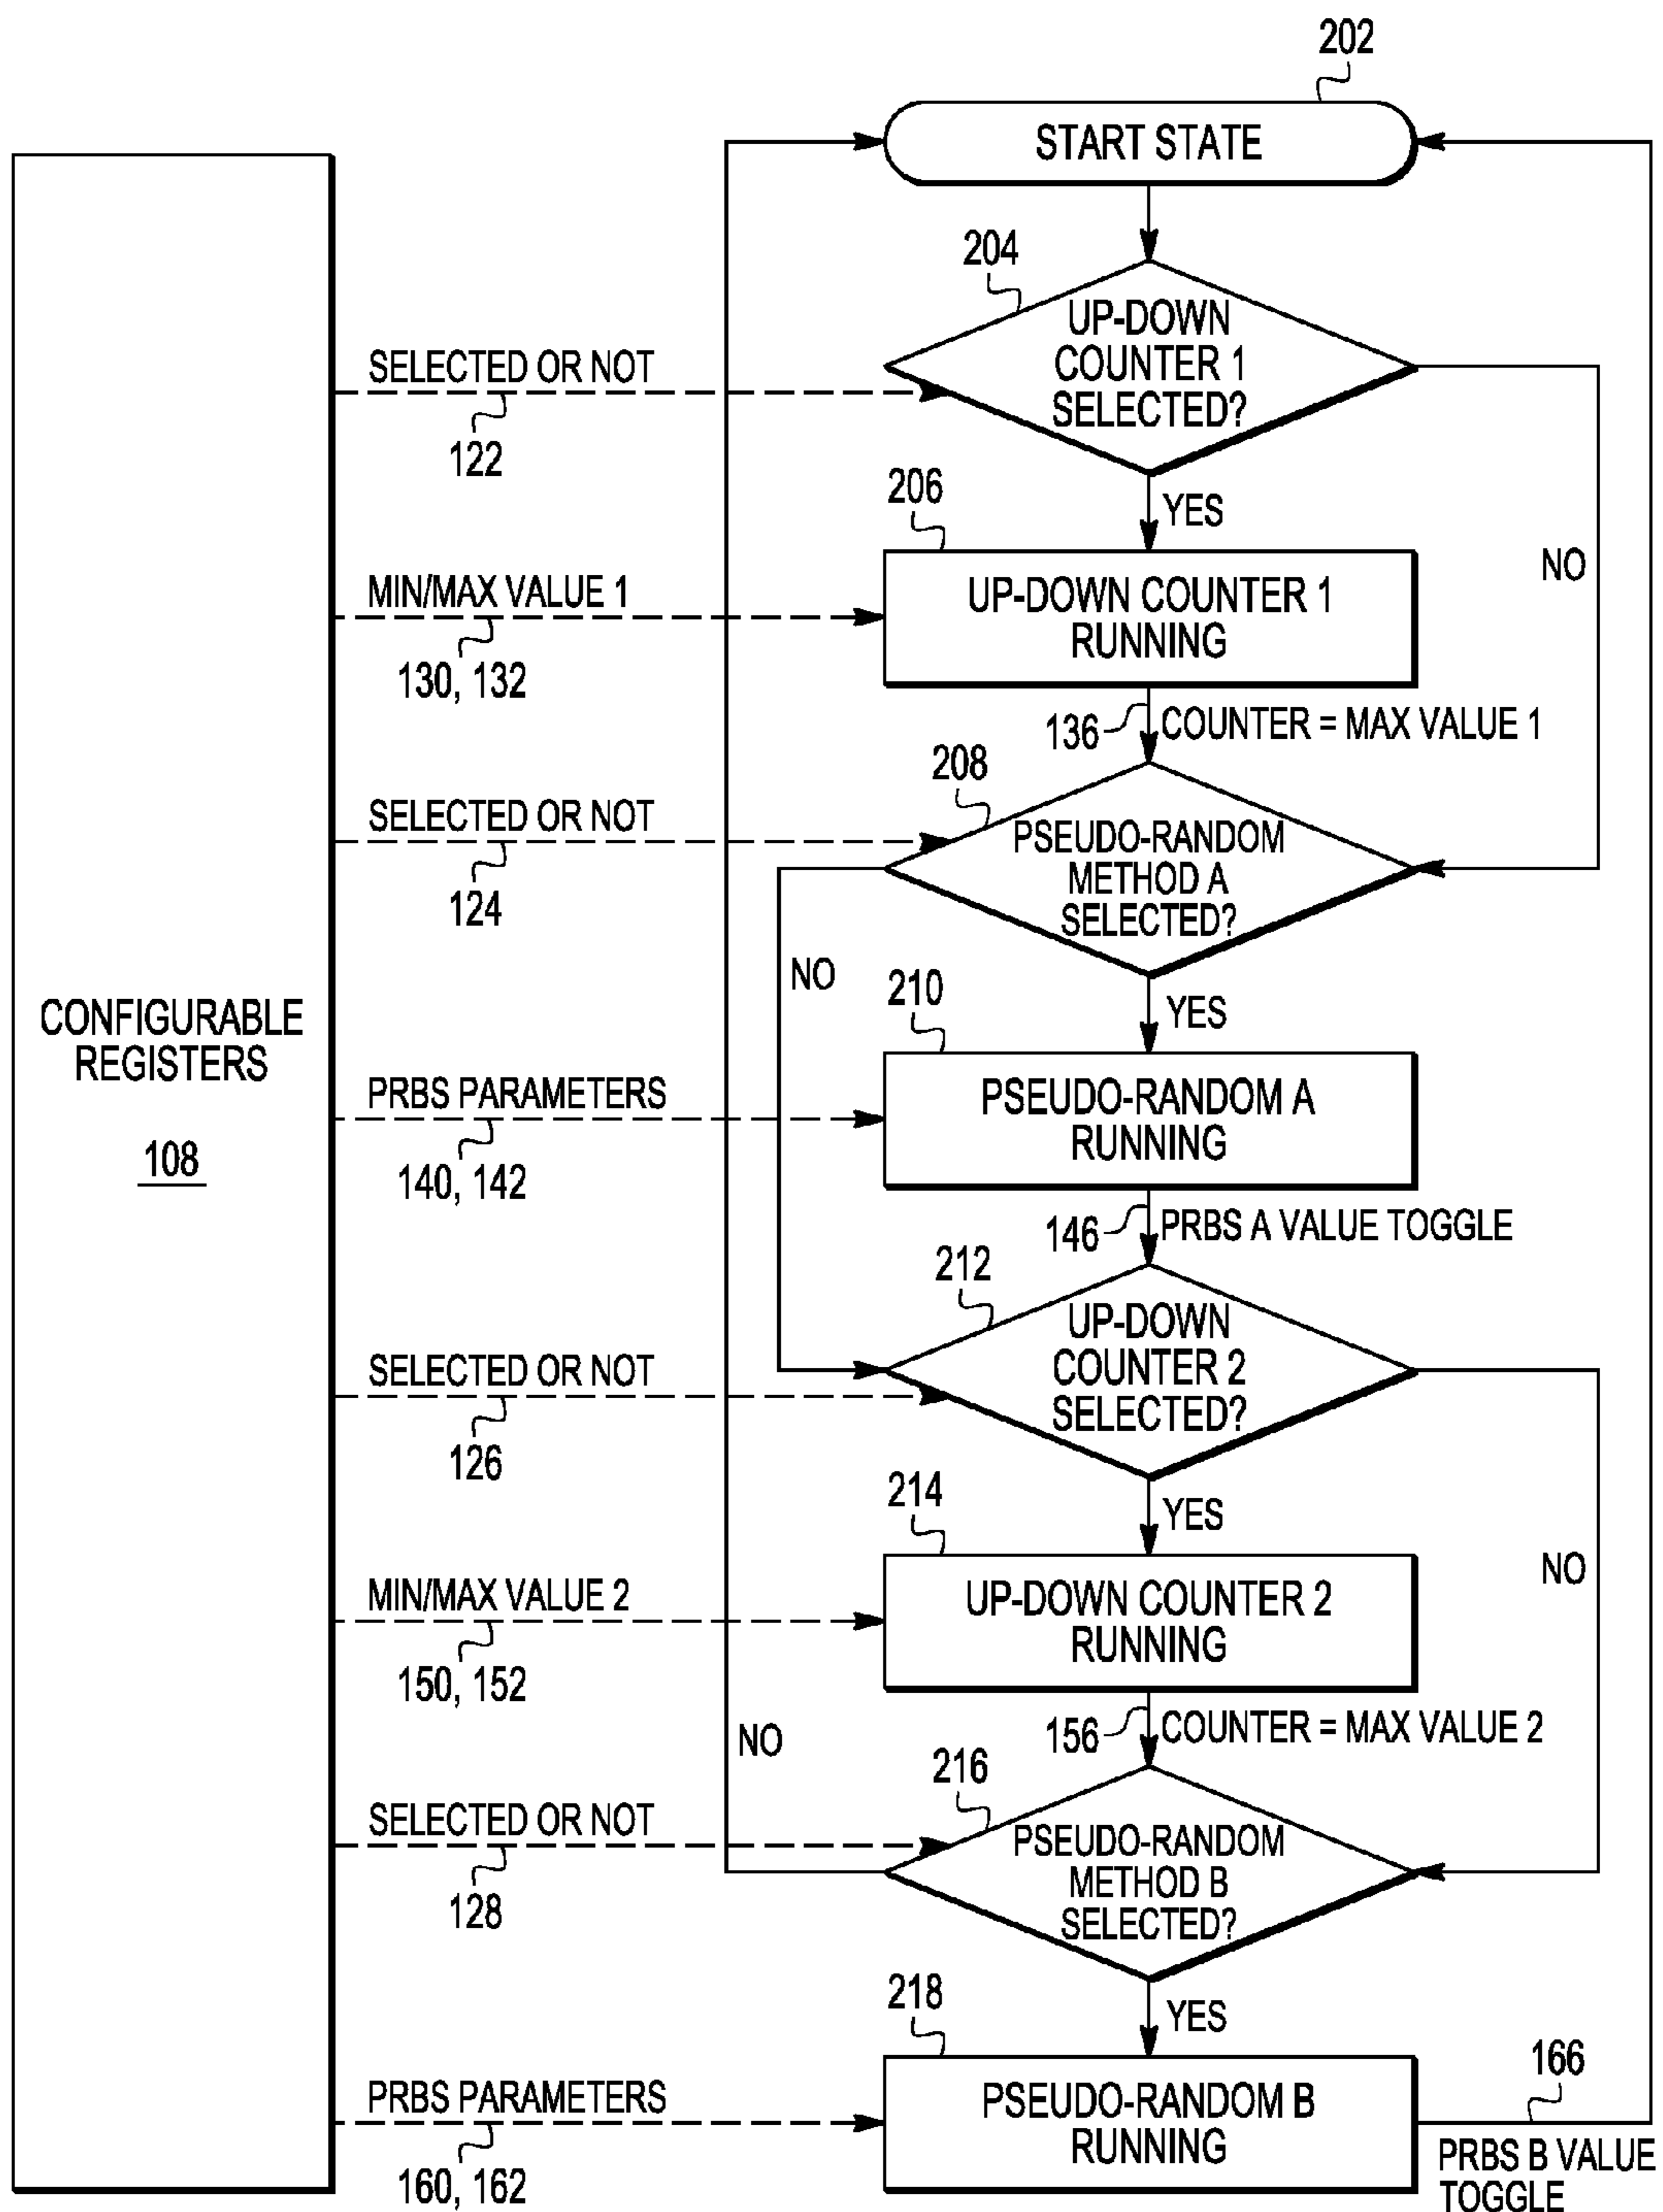 202
START STATE
204
UP-DOWN
COUNTER 1
SELECTED?
SELECTED OR NOT
122
YES
NO
206
UP-DOWN COUNTER 1
RUNNING
MIN/MAX VALUE 1
130, 132
136
COUNTER = MAX VALUE 1
208
PSEUDO-RANDOM
METHOD A
SELECTED?
SELECTED OR NOT
124
NO
YES
210
PSEUDO-RANDOM A
RUNNING
CONFIGURABLE
REGISTERS
108
PRBS PARAMETERS
140, 142
146
PRBS A VALUE TOGGLE
212
UP-DOWN
COUNTER 2
SELECTED?
SELECTED OR NOT
126
YES
NO
214
UP-DOWN COUNTER 2
RUNNING
MIN/MAX VALUE 2
150, 152
156
COUNTER = MAX VALUE 2
NO
216
PSEUDO-RANDOM
METHOD B
SELECTED?
SELECTED OR NOT
128
YES
218
PSEUDO-RANDOM B
RUNNING
PRBS PARAMETERS
160, 162
166
PRBS B VALUE
TOGGLE